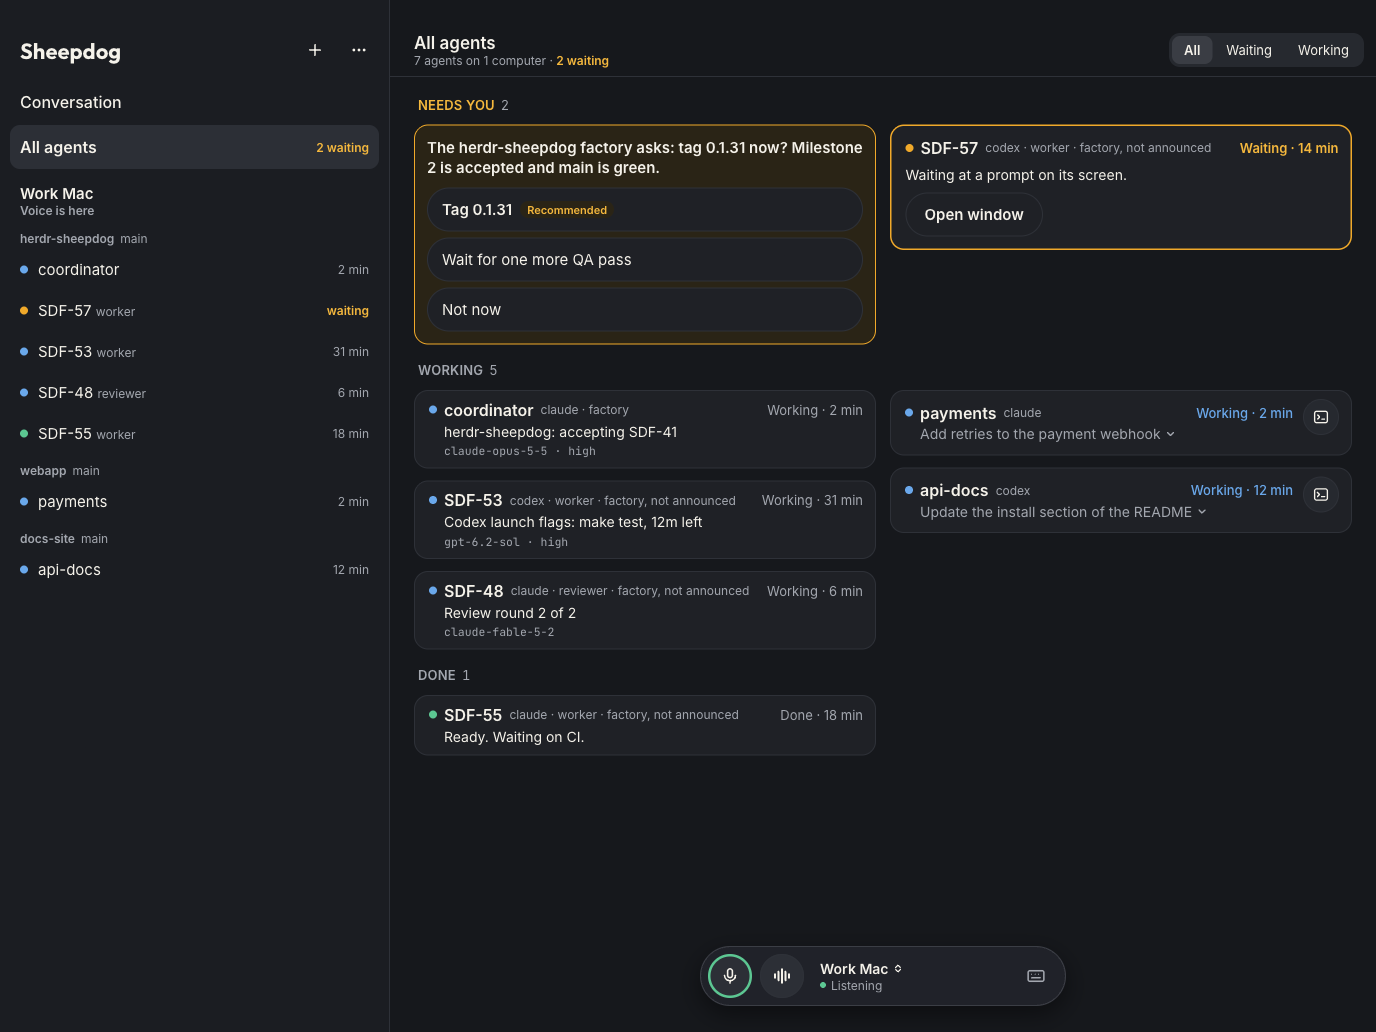 Sheepdog
Conversation
All agents 2 waiting
Work Mac
Voice is here
herdr-sheepdog main
coordinator 2 min
SDF-57 worker waiting
SDF-53 worker 31 min
SDF-48 reviewer 6 min
SDF-55 worker 18 min
webapp main
payments 2 min
docs-site main
api-docs 12 min
All agents
7 agents on 1 computer · 2 waiting
All Waiting Working
NEEDS YOU 2
The herdr-sheepdog factory asks: tag 0.1.31 now? Milestone
2 is accepted and main is green.
Tag 0.1.31 Recommended
Wait for one more QA pass
Not now
SDF-57 codex · worker · factory, not announced Waiting · 14 min
Waiting at a prompt on its screen.
Open window
WORKING 5
coordinator claude · factory Working · 2 min
herdr-sheepdog: accepting SDF-41
claude-opus-5-5 · high
SDF-53 codex · worker · factory, not announced Working · 31 min
Codex launch flags: make test, 12m left
gpt-6.2-sol · high
SDF-48 claude · reviewer · factory, not announced Working · 6 min
Review round 2 of 2
claude-fable-5-2
payments claude Working · 2 min
Add retries to the payment webhook
api-docs codex Working · 12 min
Update the install section of the README
DONE 1
SDF-55 claude · worker · factory, not announced Done · 18 min
Ready. Waiting on CI.
Work Mac
Listening